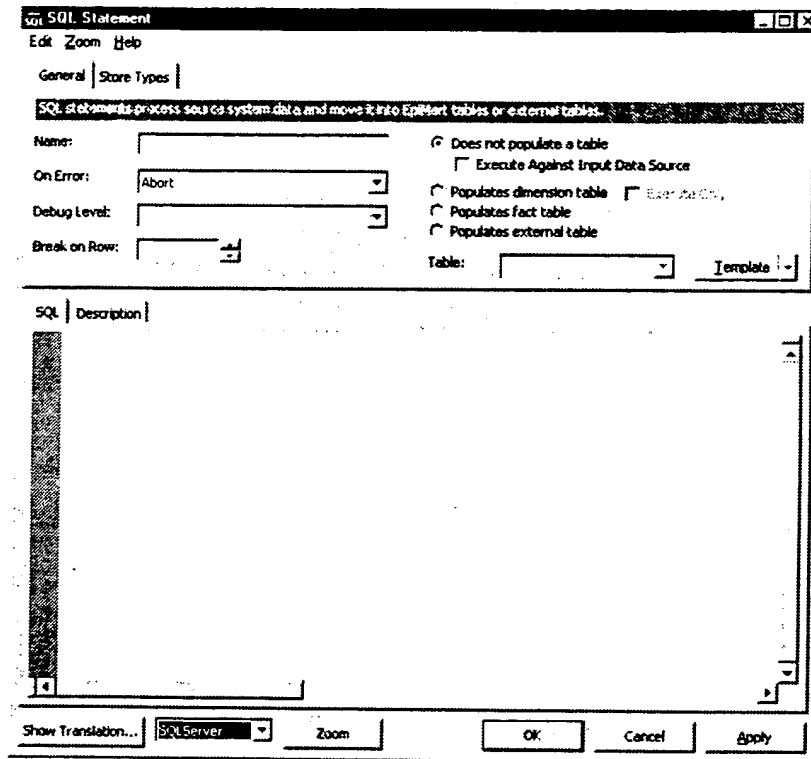 SQL SQL Statement
Edit Zoom Help
General Store Types
SQL statements process source system data and move it into EpiMart tables or external tables.
Name:
On Error: Abort
Debug Level:
Break on Row:
Does not populate a table
Execute Against Input Data Source
Populates dimension table
Populates fact table
Populates external table
Table: Template
SQL Description
Show Translation... SQLServer Zoom OK Cancel Apply